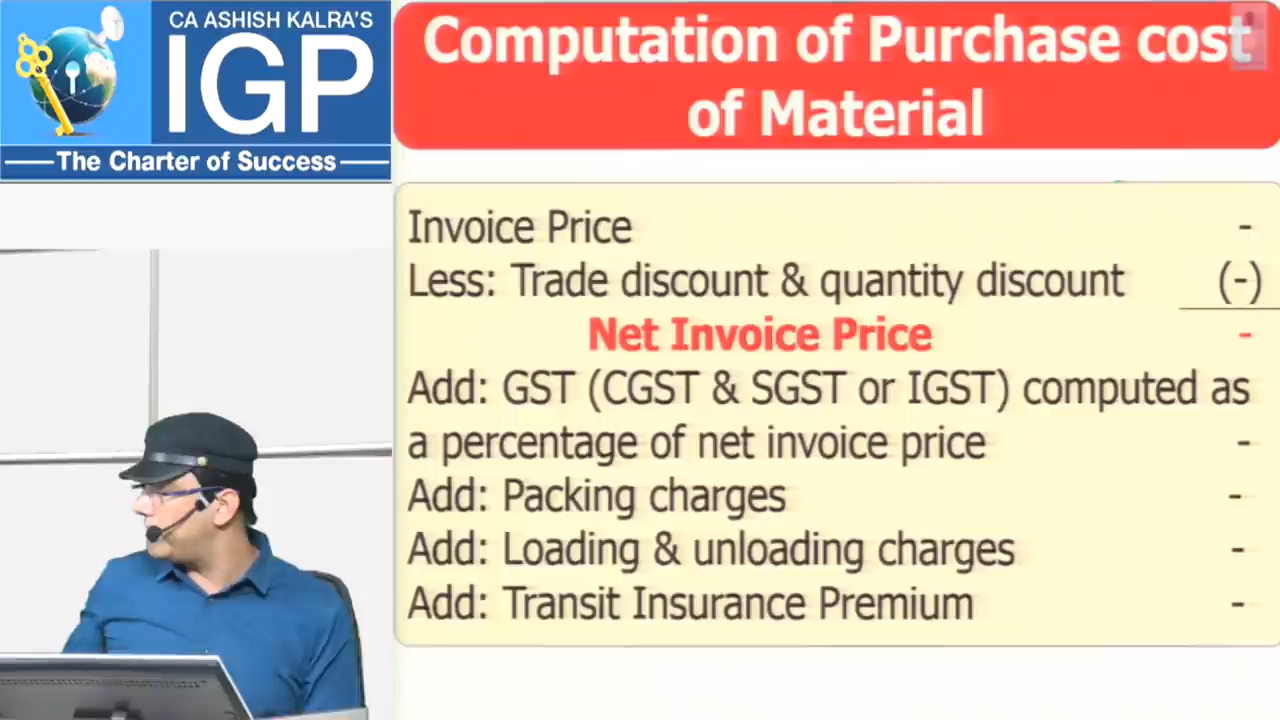 CA ASHISH KALRA'S
IGP
The Charter of Success
Computation of Purchase cost
of Material
Invoice Price -
Less: Trade discount & quantity discount (-)
Net Invoice Price -
Add: GST (CGST & SGST or IGST) computed as
a percentage of net invoice price -
Add: Packing charges -
Add: Loading & unloading charges -
Add: Transit Insurance Premium -